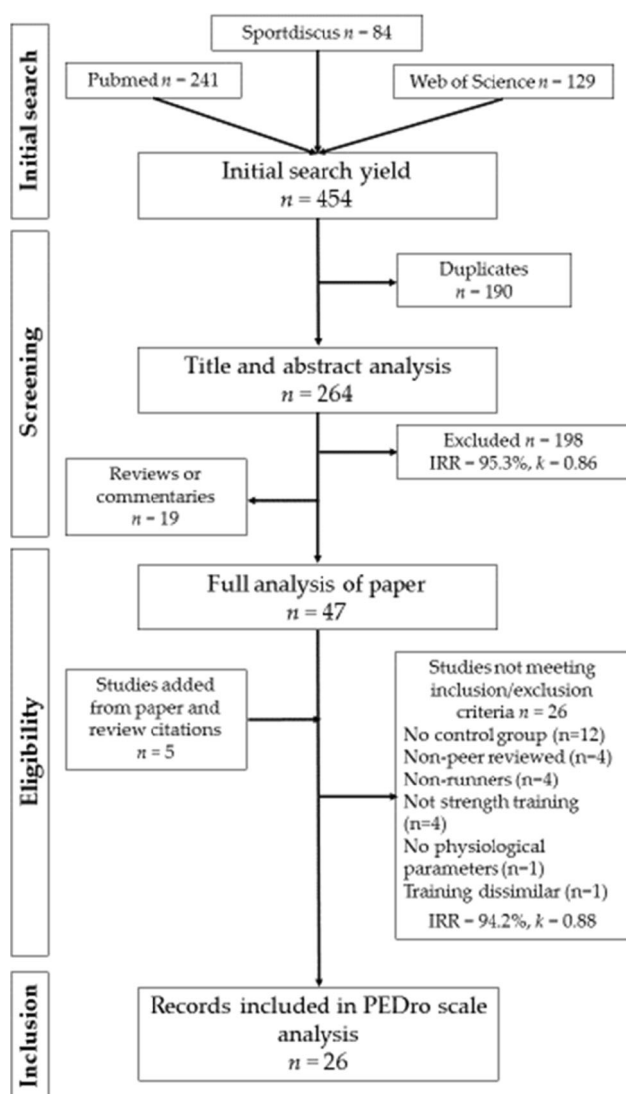 Initial search
Sportdiscus n = 84
Pubmed n = 241
Web of Science n = 129
Initial search yield
n = 454
Screening
Duplicates
n = 190
Title and abstract analysis
n = 264
Excluded n = 198
IRR = 95.3%, k = 0.86
Reviews or
commentaries
n = 19
Eligibility
Full analysis of paper
n = 47
Studies added
from paper and
review citations
n = 5
Studies not meeting
inclusion/exclusion
criteria n = 26
No control group (n=12)
Non-peer reviewed (n=4)
Non-runners (n=4)
Not strength training
(n=4)
No physiological
parameters (n=1)
Training dissimilar (n=1)
IRR = 94.2%, k = 0.88
Inclusion
Records included in PEDro scale
analysis
n = 26